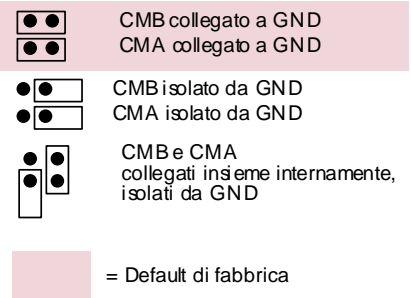 CMB collegato a GND
CMA collegato a GND
CMB isolato da GND
CMA isolato da GND
CMB e CMA
collegati insieme internamente,
isolati da GND
= Default di fabbrica